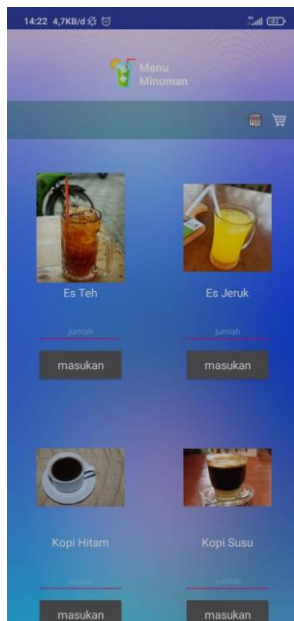 14:22 4,7KB/d
Menu
Minuman
Es Teh
Es Jeruk
jumlah
jumlah
masukan
masukan
Kopi Hitam
Kopi Susu
jumlah
masukan
masukan